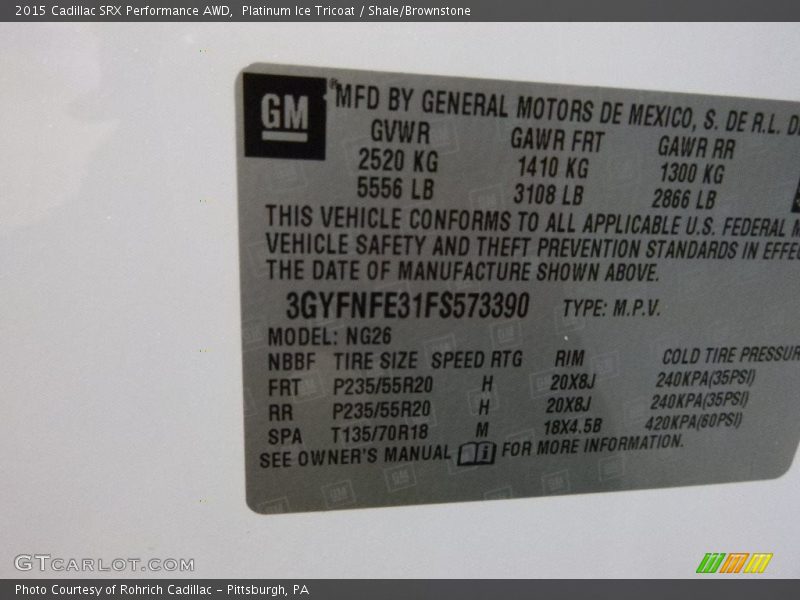 2015 Cadillac SRX Performance AWD,  Platinum Ice Tricoat / Shale/Brownstone
GM
® MFD BY GENERAL MOTORS DE MEXICO, S. DE R.L. D
GVWR GAWR FRT GAWR RR
2520 KG 1410 KG 1300 KG
5556 LB 3108 LB 2866 LB
THIS VEHICLE CONFORMS TO ALL APPLICABLE U.S. FEDERAL M
VEHICLE SAFETY AND THEFT PREVENTION STANDARDS IN EFFEC
THE DATE OF MANUFACTURE SHOWN ABOVE.
3GYFNFE31FS573390 TYPE: M.P.V.
MODEL: NG26
NBBF TIRE SIZE SPEED RTG RIM COLD TIRE PRESSUR
FRT P235/55R20 H 20X8J 240KPA(35PSI)
RR P235/55R20 H 20X8J 240KPA(35PSI)
SPA T135/70R18 M 18X4.5B 420KPA(60PSI)
SEE OWNER'S MANUAL i FOR MORE INFORMATION.
GTCARLOT.COM
Photo Courtesy of Rohrich Cadillac – Pittsburgh, PA